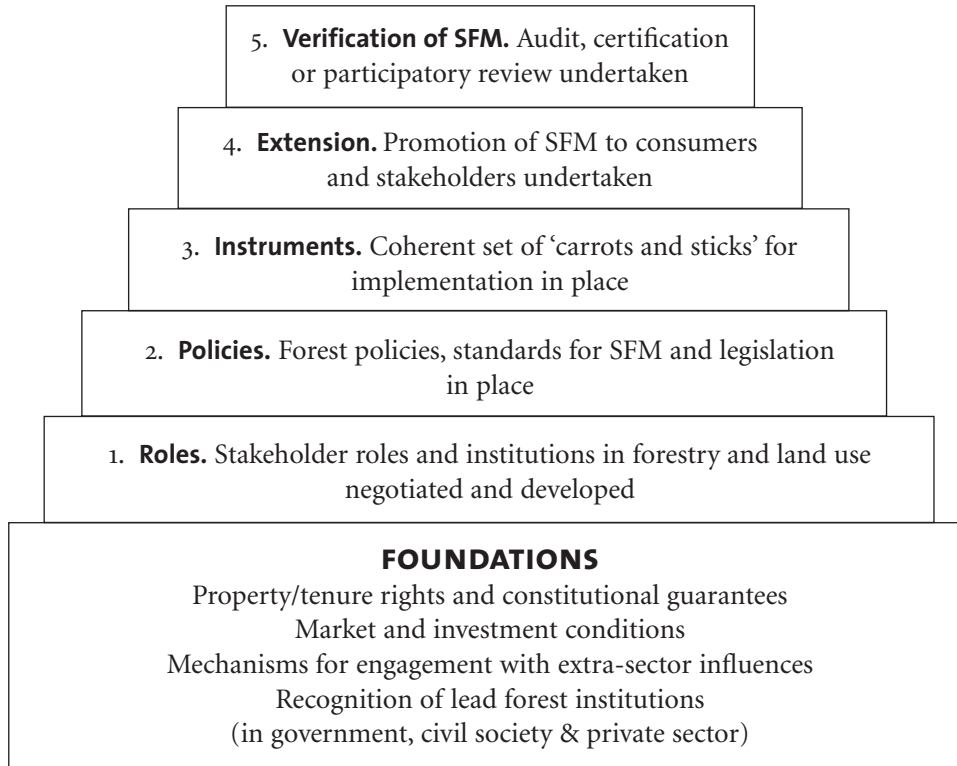 5. Verification of SFM. Audit, certification
or participatory review undertaken
4. Extension. Promotion of SFM to consumers
and stakeholders undertaken
3. Instruments. Coherent set of ‘carrots and sticks’ for
implementation in place
2. Policies. Forest policies, standards for SFM and legislation
in place
1. Roles. Stakeholder roles and institutions in forestry and land use
negotiated and developed
FOUNDATIONS
Property/tenure rights and constitutional guarantees
Market and investment conditions
Mechanisms for engagement with extra-sector influences
Recognition of lead forest institutions
(in government, civil society & private sector)